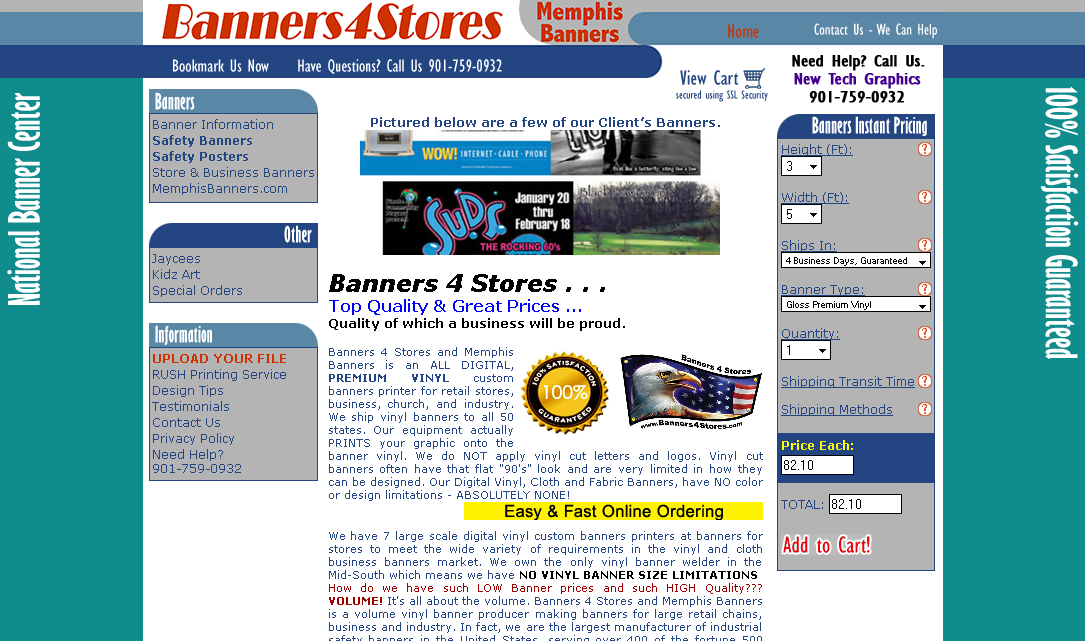 Banners4Stores
Memphis
Banners
Home
Contact Us - We Can Help
Bookmark Us Now
Have Questions? Call Us 901-759-0932
View Cart
secured using SSL Security
Need Help? Call Us.
New Tech Graphics
901-759-0932
National Banner Center
Banners
Banner Information
Safety Banners
Safety Posters
Store & Business Banners
MemphisBanners.com
Other
Jaycees
Kidz Art
Special Orders
Information
UPLOAD YOUR FILE
RUSH Printing Service
Design Tips
Testimonials
Contact Us
Privacy Policy
Need Help?
901-759-0932
Pictured below are a few of our Client's Banners.
WOW! INTERNET · CABLE · PHONE
January 20
thru
February 18
SUDS
THE ROCKING 60's
Banners 4 Stores . . .
Top Quality & Great Prices ...
Quality of which a business will be proud.
Banners 4 Stores and Memphis
Banners is an ALL DIGITAL,
PREMIUM VINYL custom
banners printer for retail stores,
business, church, and industry.
We ship vinyl banners to all 50
states. Our equipment actually
PRINTS your graphic onto the
banner vinyl. We do NOT apply vinyl cut letters and logos. Vinyl cut
banners often have that flat "90's" look and are very limited in how they
can be designed. Our Digital Vinyl, Cloth and Fabric Banners, have NO color
or design limitations - ABSOLUTELY NONE!
100% SATISFACTION
100%
GUARANTEED
Banners 4 Stores
www.Banners4Stores.com
Easy & Fast Online Ordering
We have 7 large scale digital vinyl custom banners printers at banners for
stores to meet the wide variety of requirements in the vinyl and cloth
business banners market. We own the only vinyl banner welder in the
Mid-South which means we have NO VINYL BANNER SIZE LIMITATIONS
How do we have such LOW Banner prices and such HIGH Quality???
VOLUME! It's all about the volume. Banners 4 Stores and Memphis Banners
is a volume vinyl banner producer making banners for large retail chains,
business and industry. In fact, we are the largest manufacturer of industrial
safety banners in the United States, serving over 400 of the fortune 500
Banners Instant Pricing
Height (Ft): ?
3
Width (Ft): ?
5
Ships In: ?
4 Business Days, Guaranteed
Banner Type: ?
Gloss Premium Vinyl
Quantity: ?
1
Shipping Transit Time ?
Shipping Methods ?
Price Each:
82.10
TOTAL: 82.10
Add to Cart!
100% Satisfaction Guaranteed